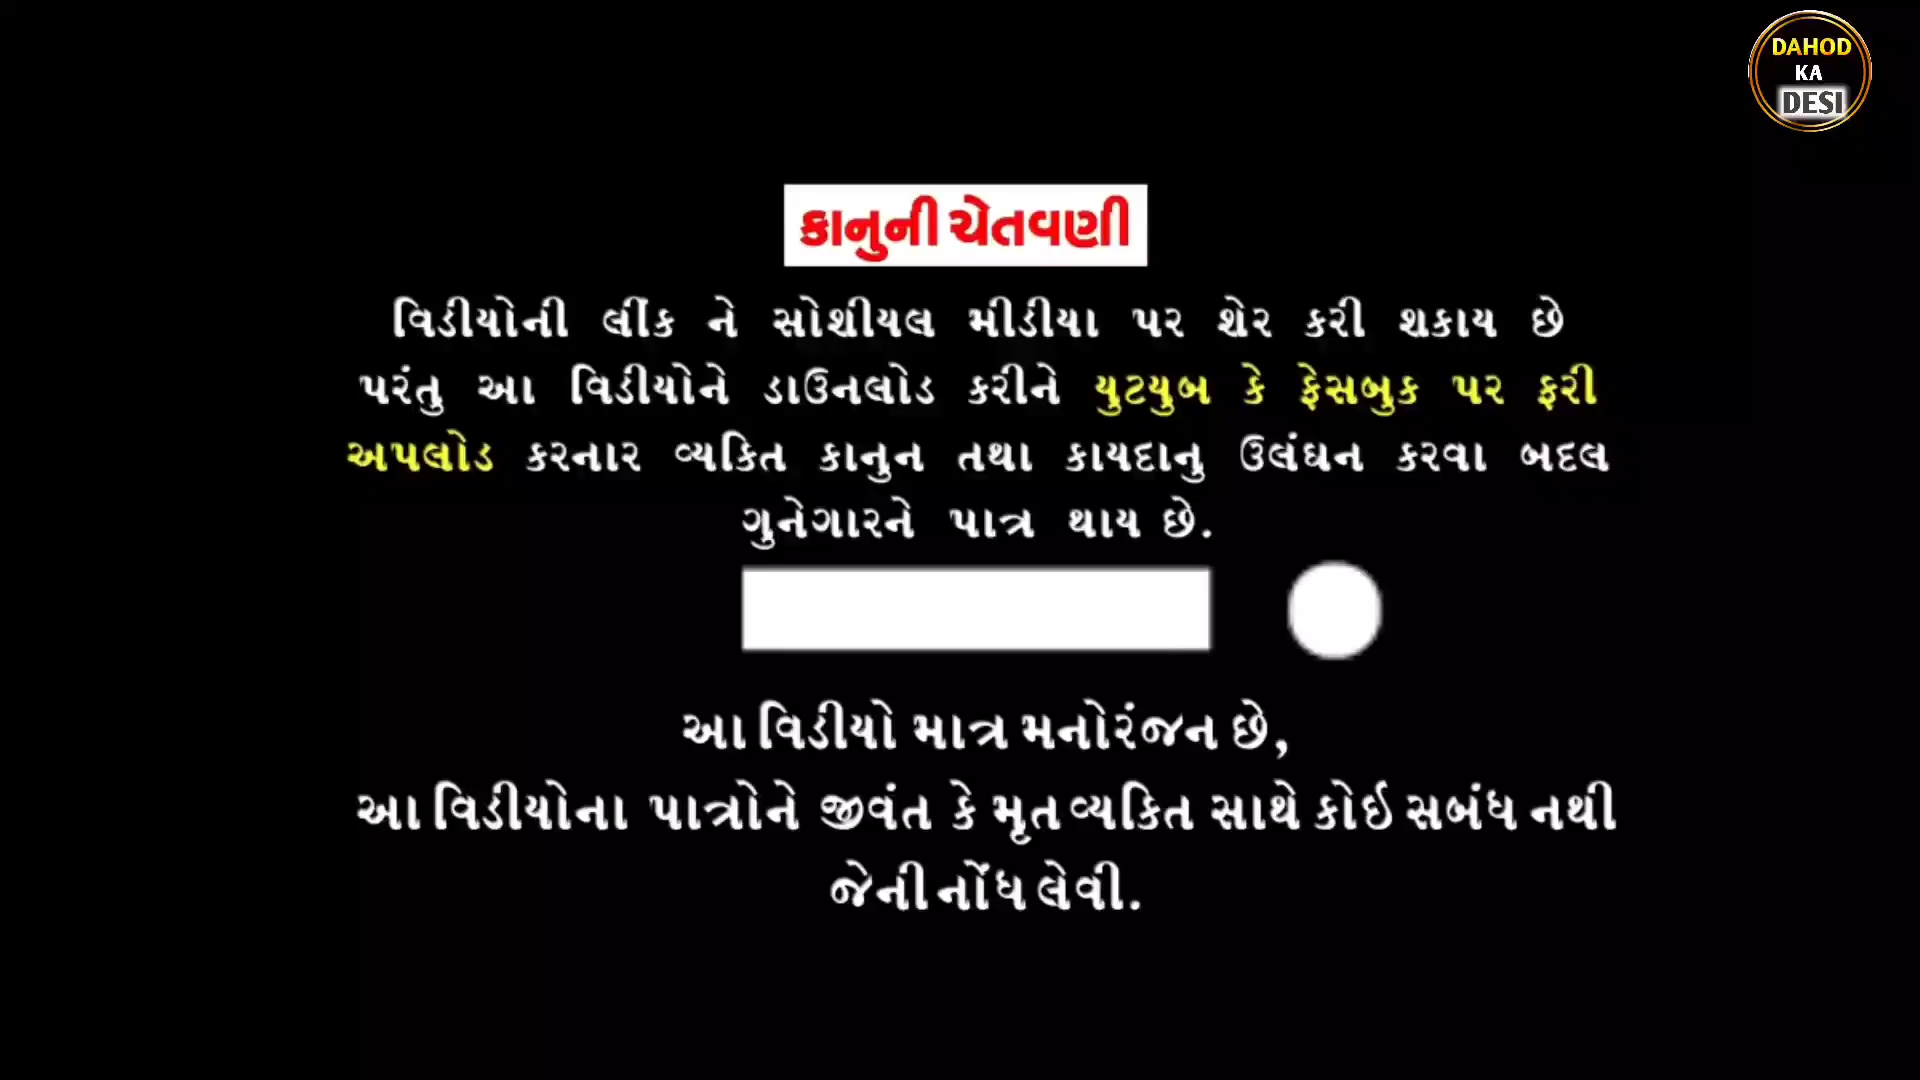 DAHOD
KA
DESI
કાનુની ચેતવણી
વિડીયોની લીંક ને સોશીયલ મીડીયા પર શેર કરી શકાય છે
પરંતુ આ વિડીયોને ડાઉનલોડ કરીને યુટયુબ કે ફેસબુક પર ફરી
અપલોડ કરનાર વ્યકિત કાનુન તથા કાયદાનુ ઉલંઘન કરવા બદલ
ગુનેગારને પાત્ર થાય છે.
આ વિડીયો માત્ર મનોરંજન છે,
આ વિડીયોના પાત્રોને જીવંત કે મૃત વ્યકિત સાથે કોઇ સબંધ નથી
જેની નોંધ લેવી.